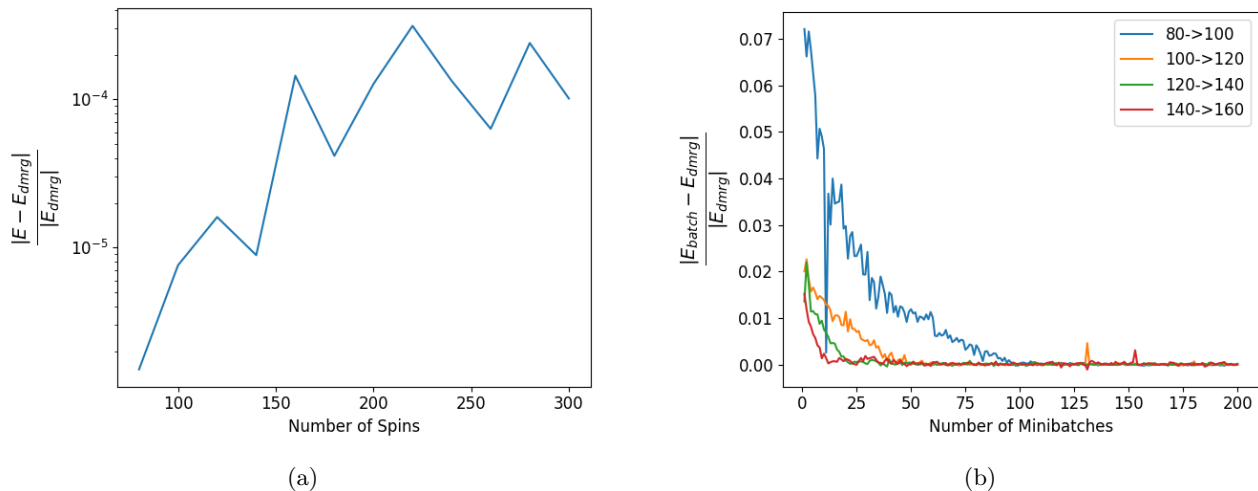 10⁻⁴
10⁻⁵
|E − E_dmrg|
|E_dmrg|
100 150 200 250 300
Number of Spins
(a)
0.07
0.06
0.05
0.04
0.03
0.02
0.01
0.00
|E_batch − E_dmrg|
|E_dmrg|
80->100
100->120
120->140
140->160
0 25 50 75 100 125 150 175 200
Number of Minibatches
(b)